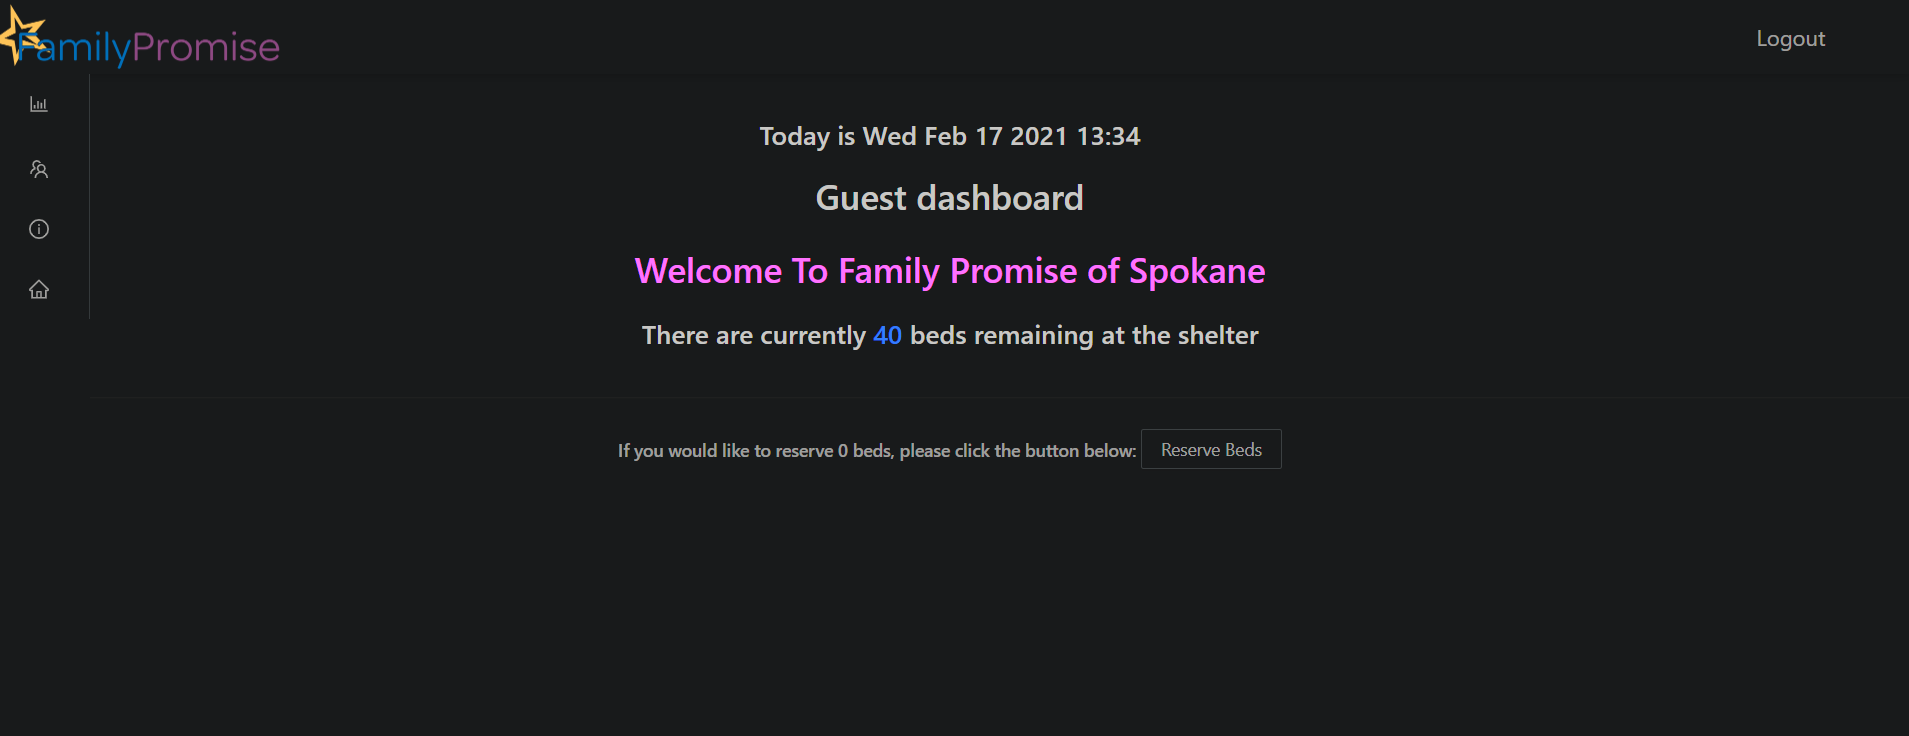 FamilyPromise
Logout
Today is Wed Feb 17 2021 13:34
Guest dashboard
Welcome To Family Promise of Spokane
There are currently 40 beds remaining at the shelter
If you would like to reserve 0 beds, please click the button below: Reserve Beds